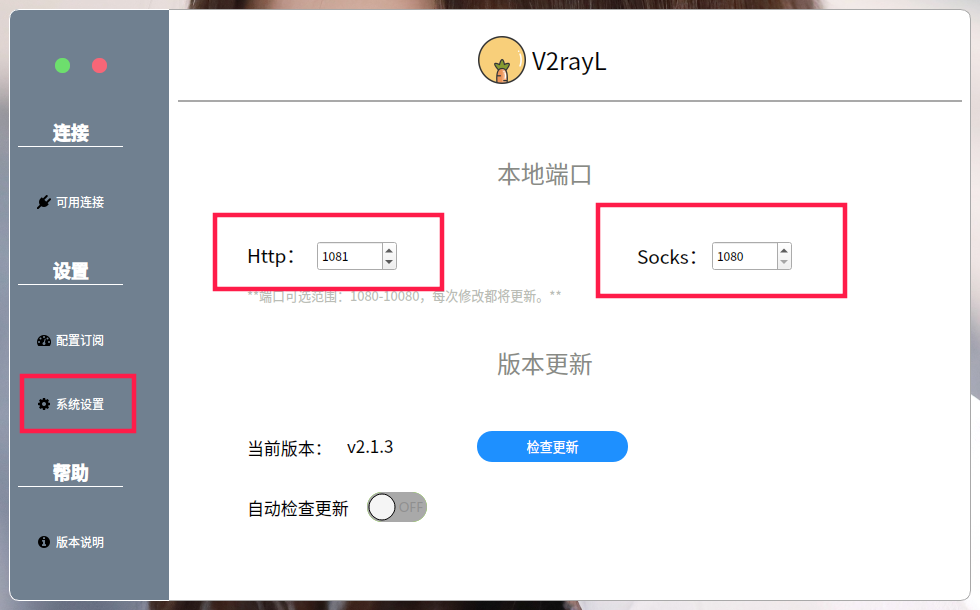 V2rayL
连接
可用连接
设置
配置订阅
系统设置
帮助
版本说明
本地端口
Http： 1081
Socks： 1080
**端口可选范围：1080-10080，每次修改都将更新。**
版本更新
当前版本： v2.1.3
检查更新
自动检查更新 OFF